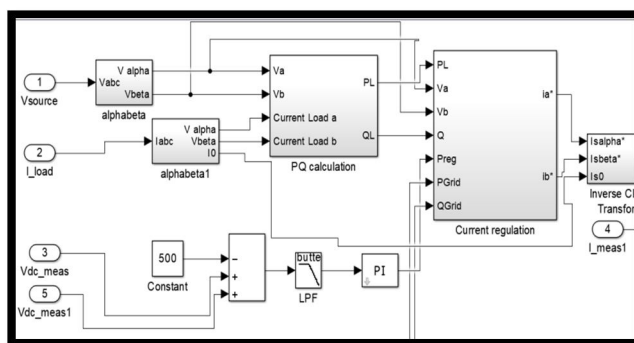 1
Vsource
Vabc
V alpha
Vbeta
alphabeta
2
I_load
Iabc
V alpha
Vbeta
I0
alphabeta1
Va
Vb
Current Load a
Current Load b
PL
QL
PQ calculation
PL
Va
Vb
Q
Preg
PGrid
QGrid
ia*
ib*
Current regulation
Isalpha*
Isbeta*
Is0
Inverse Cl
Transfor
4
I_meas1
3
Vdc_meas
5
Vdc_meas1
500
Constant
butte
LPF
PI